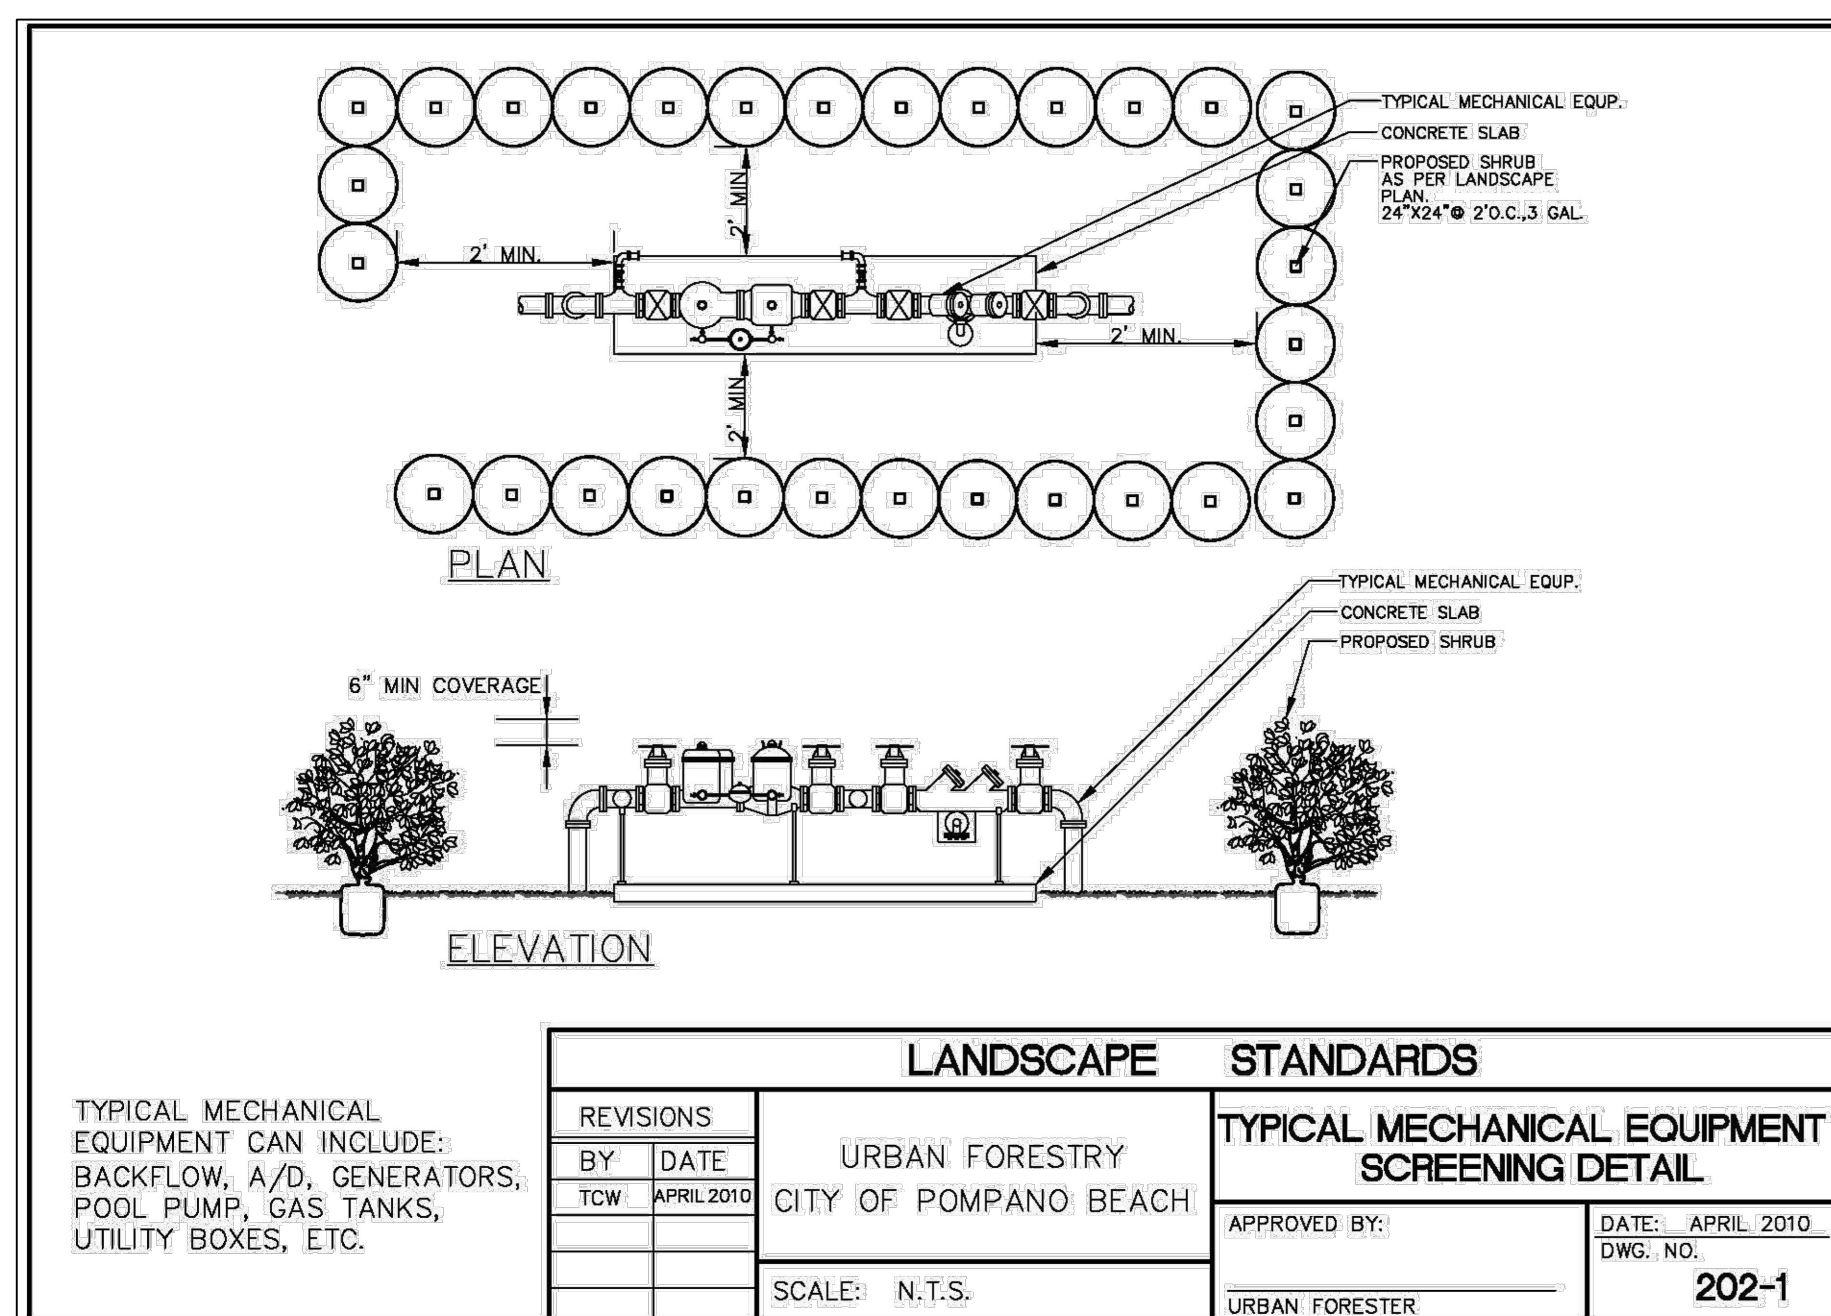 TYPICAL MECHANICAL EQUP.
CONCRETE SLAB
PROPOSED SHRUB
AS PER LANDSCAPE
PLAN.
24"X24"@ 2'O.C.,3 GAL.
2' MIN
2' MIN.
2' MIN.
2' MIN
PLAN
TYPICAL MECHANICAL EQUP.
CONCRETE SLAB
PROPOSED SHRUB
6" MIN COVERAGE
ELEVATION
TYPICAL MECHANICAL
EQUIPMENT CAN INCLUDE:
BACKFLOW, A/D, GENERATORS,
POOL PUMP, GAS TANKS,
UTILITY BOXES, ETC.
LANDSCAPE STANDARDS
REVISIONS
BY DATE
TCW APRIL 2010
URBAN FORESTRY
CITY OF POMPANO BEACH
SCALE: N.T.S.
TYPICAL MECHANICAL EQUIPMENT
SCREENING DETAIL
APPROVED BY:
URBAN FORESTER
DATE: APRIL 2010
DWG. NO.
202-1